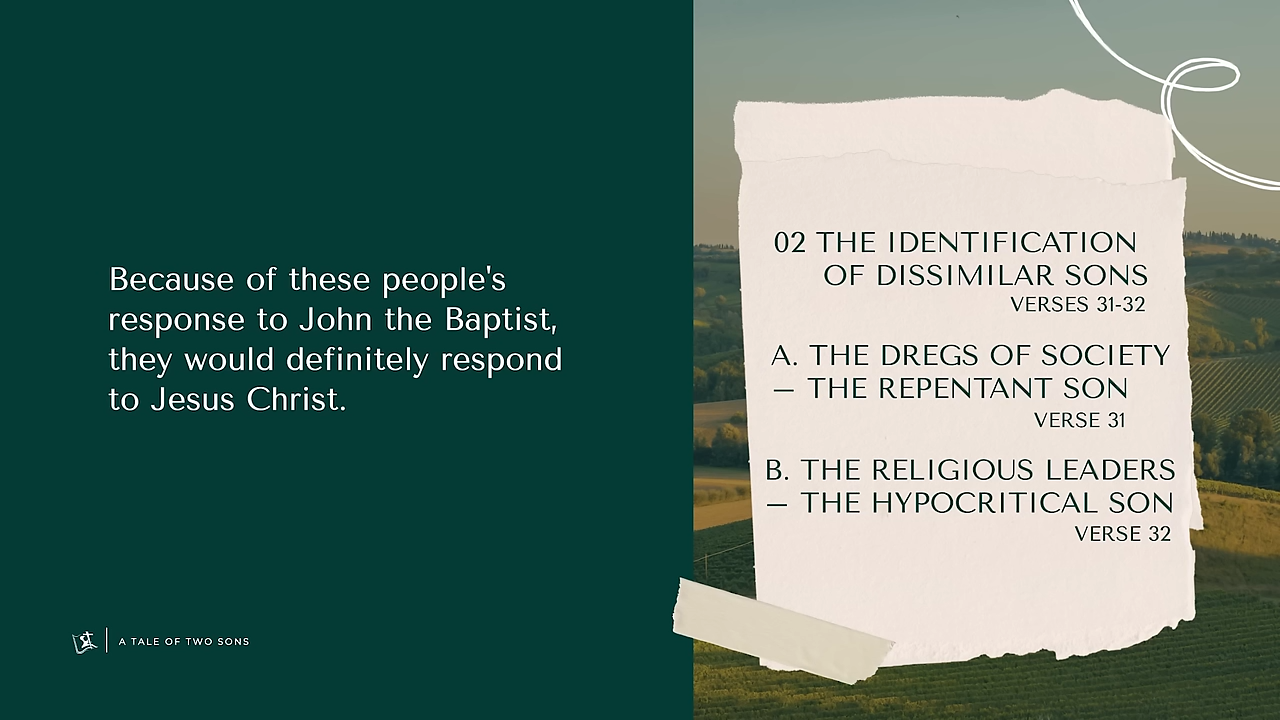 Because of these people's
response to John the Baptist,
they would definitely respond
to Jesus Christ.
A TALE OF TWO SONS
02 THE IDENTIFICATION
OF DISSIMILAR SONS
VERSES 31-32
A. THE DREGS OF SOCIETY
– THE REPENTANT SON
VERSE 31
B. THE RELIGIOUS LEADERS
– THE HYPOCRITICAL SON
VERSE 32